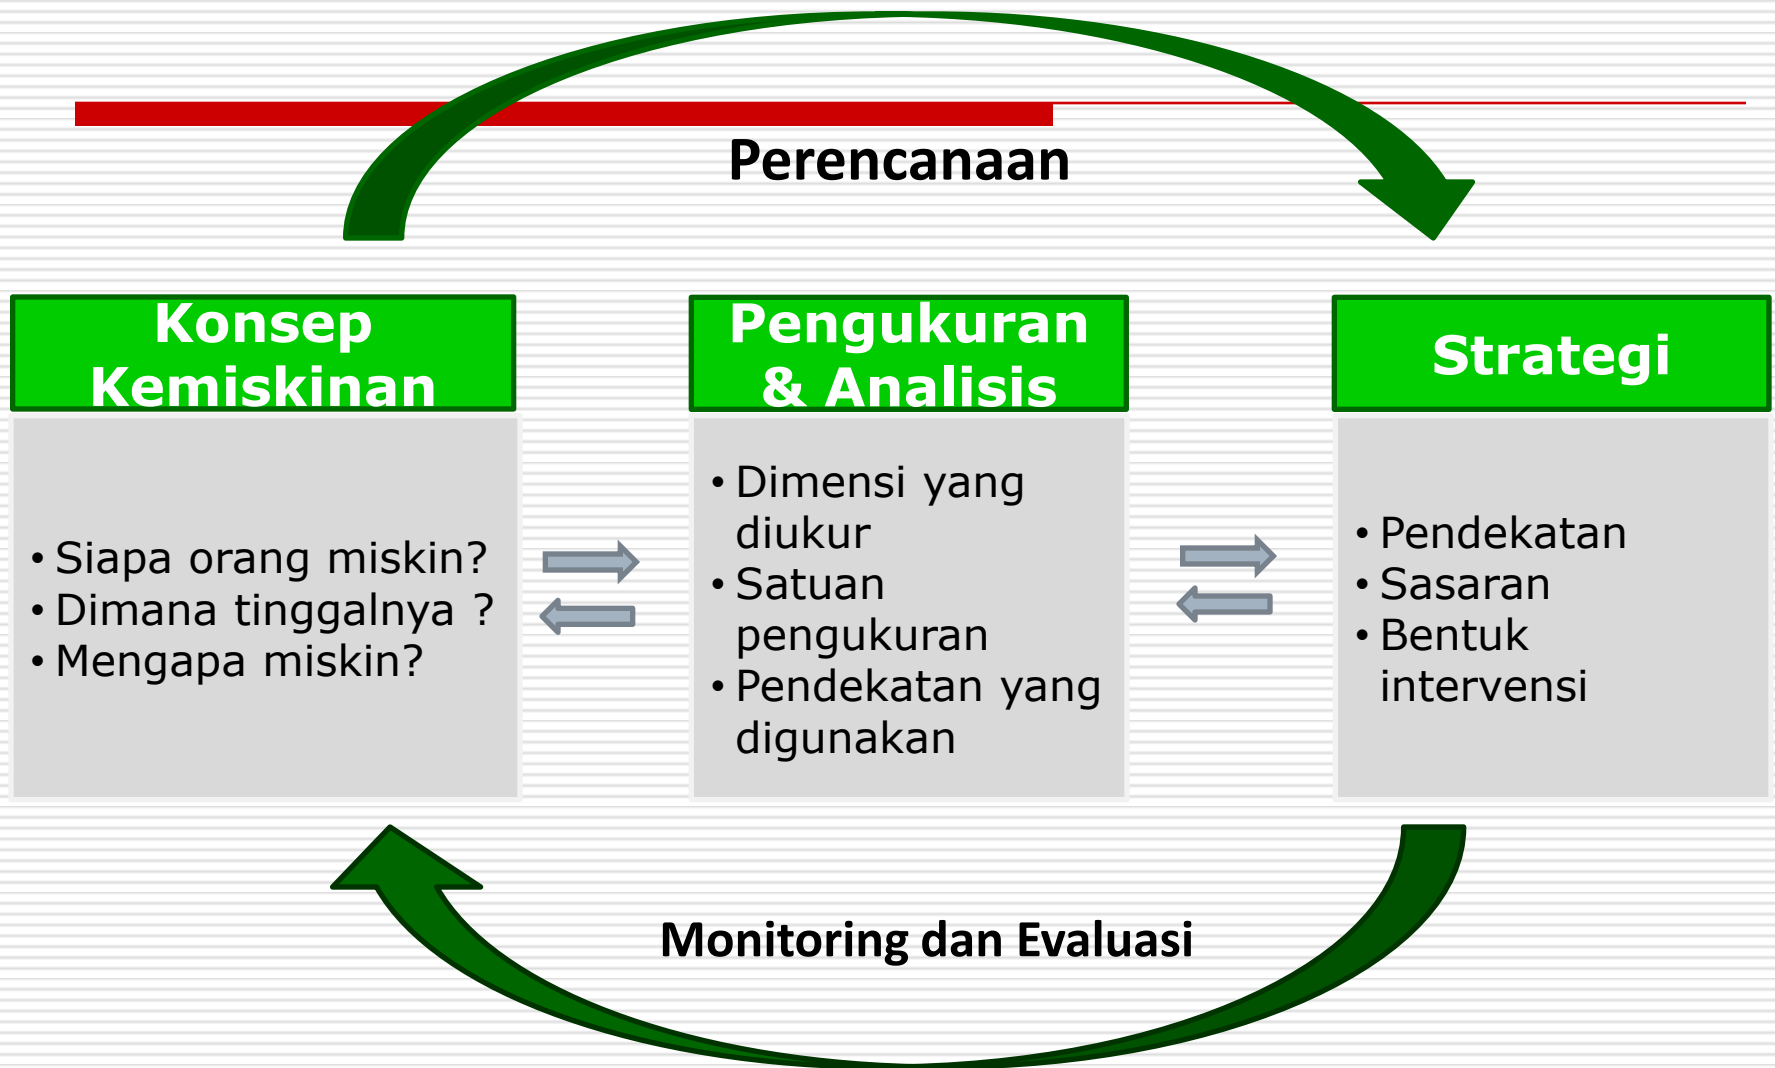 Perencanaan
Konsep
Kemiskinan
• Siapa orang miskin?
• Dimana tinggalnya ?
• Mengapa miskin?
Pengukuran
& Analisis
• Dimensi yang
diukur
• Satuan
pengukuran
• Pendekatan yang
digunakan
Strategi
• Pendekatan
• Sasaran
• Bentuk
intervensi
Monitoring dan Evaluasi